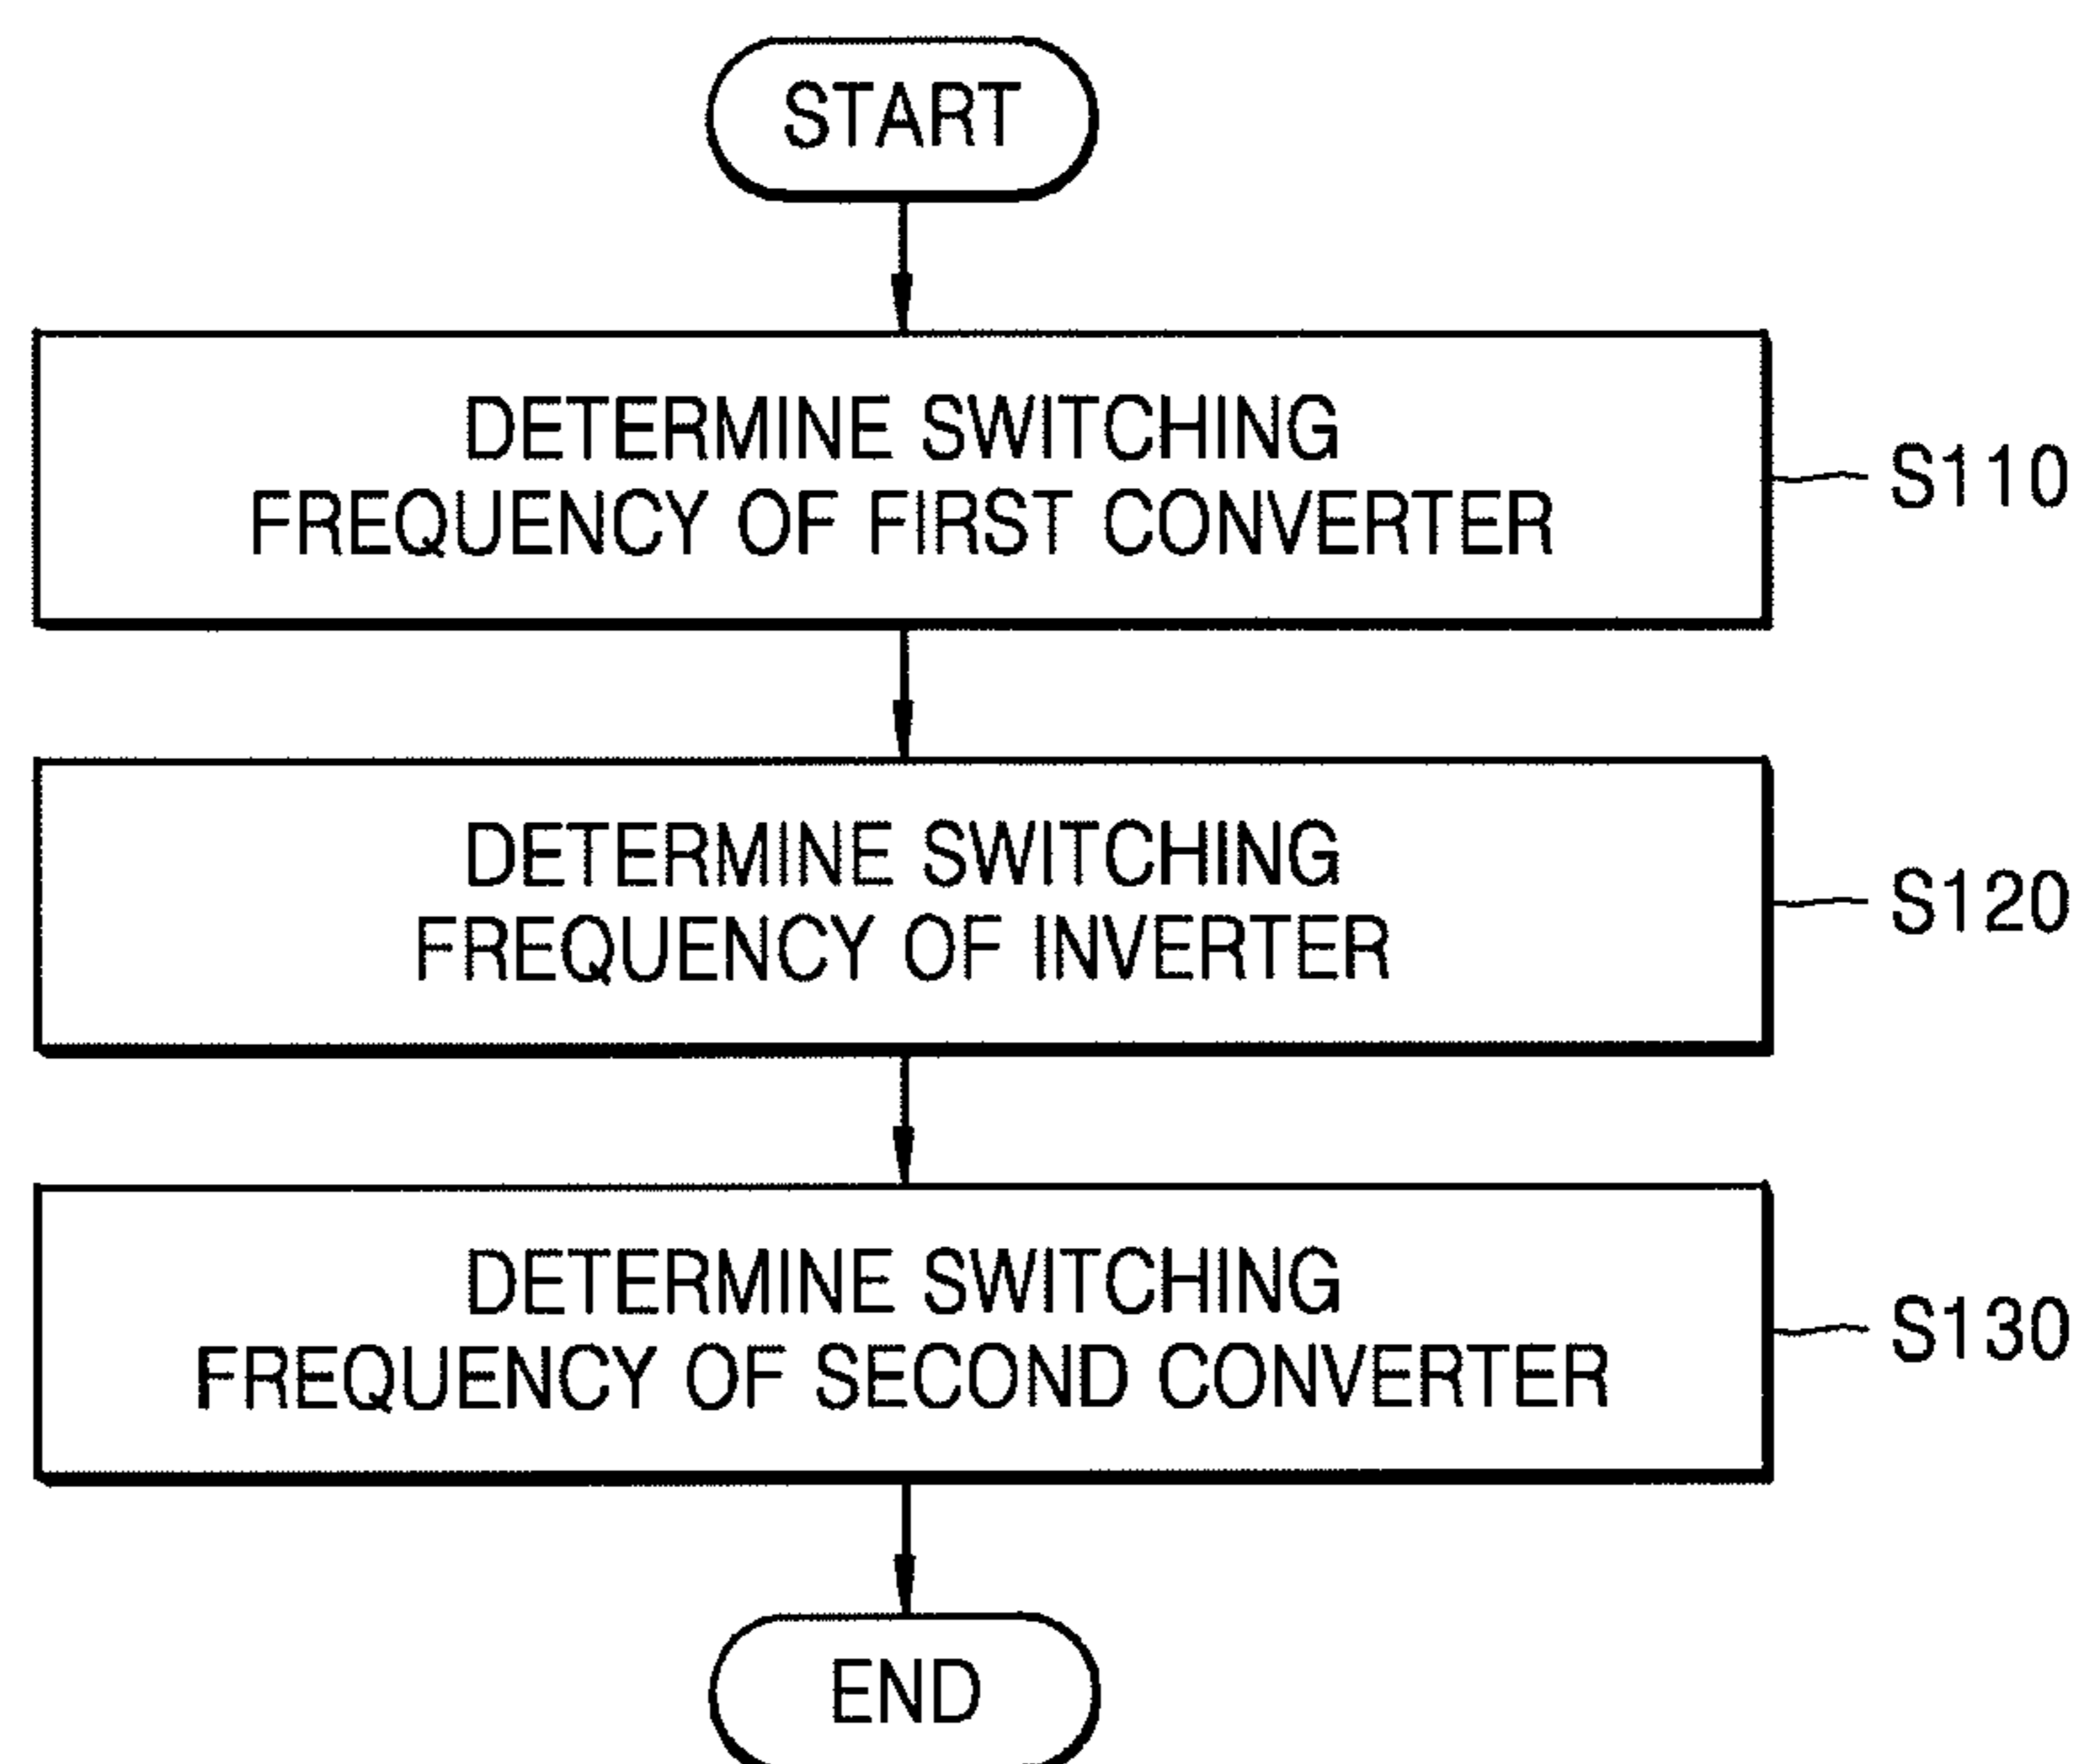 START
DETERMINE SWITCHING
FREQUENCY OF FIRST CONVERTER
S110
DETERMINE SWITCHING
FREQUENCY OF INVERTER
S120
DETERMINE SWITCHING
FREQUENCY OF SECOND CONVERTER
S130
END